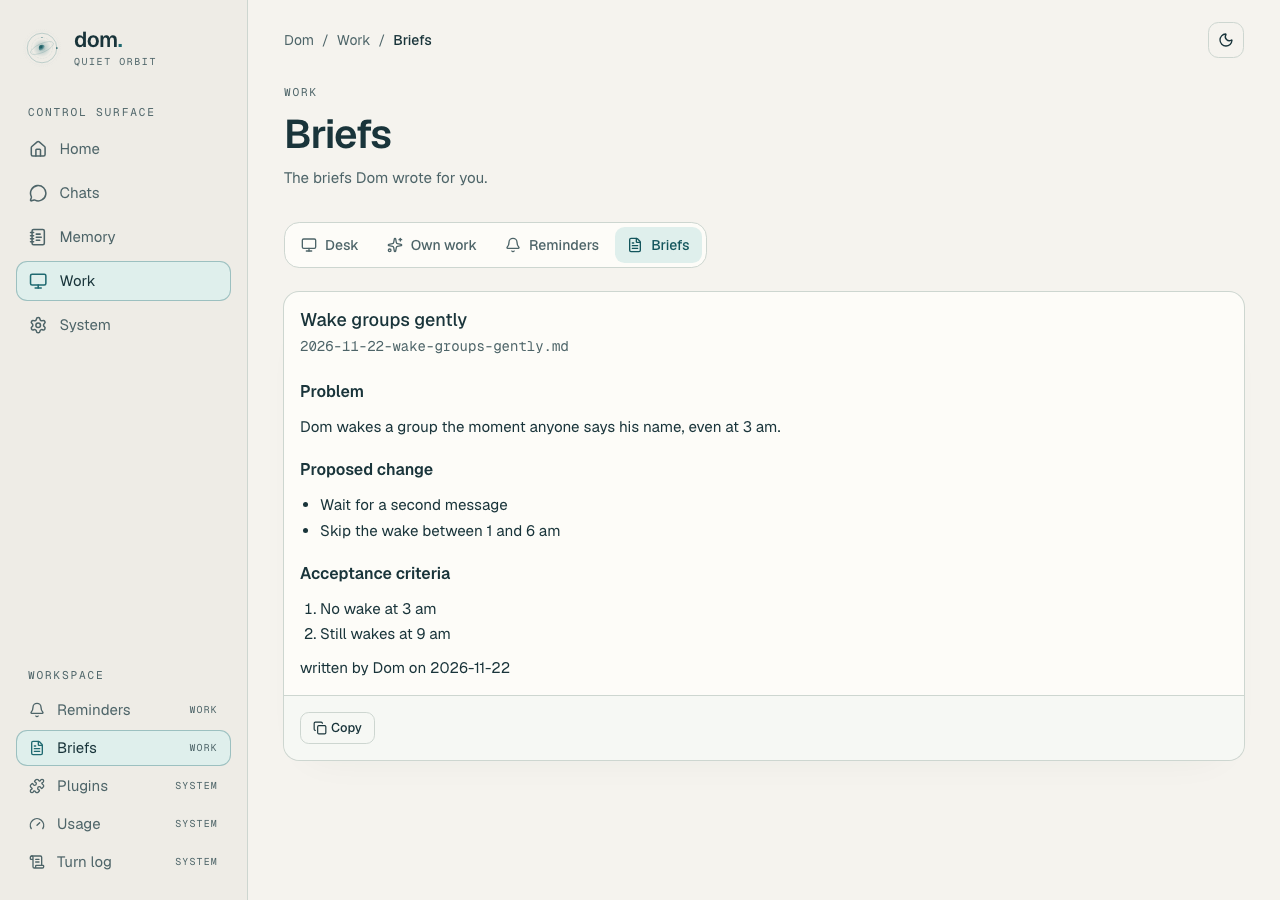 dom.
QUIET ORBIT
CONTROL SURFACE
Home
Chats
Memory
Work
System
WORKSPACE
Reminders WORK
Briefs WORK
Plugins SYSTEM
Usage SYSTEM
Turn log SYSTEM
Dom / Work / Briefs
WORK
Briefs
The briefs Dom wrote for you.
Desk Own work Reminders Briefs
Wake groups gently
2026-11-22-wake-groups-gently.md
Problem
Dom wakes a group the moment anyone says his name, even at 3 am.
Proposed change
• Wait for a second message
• Skip the wake between 1 and 6 am
Acceptance criteria
1. No wake at 3 am
2. Still wakes at 9 am
written by Dom on 2026-11-22
Copy